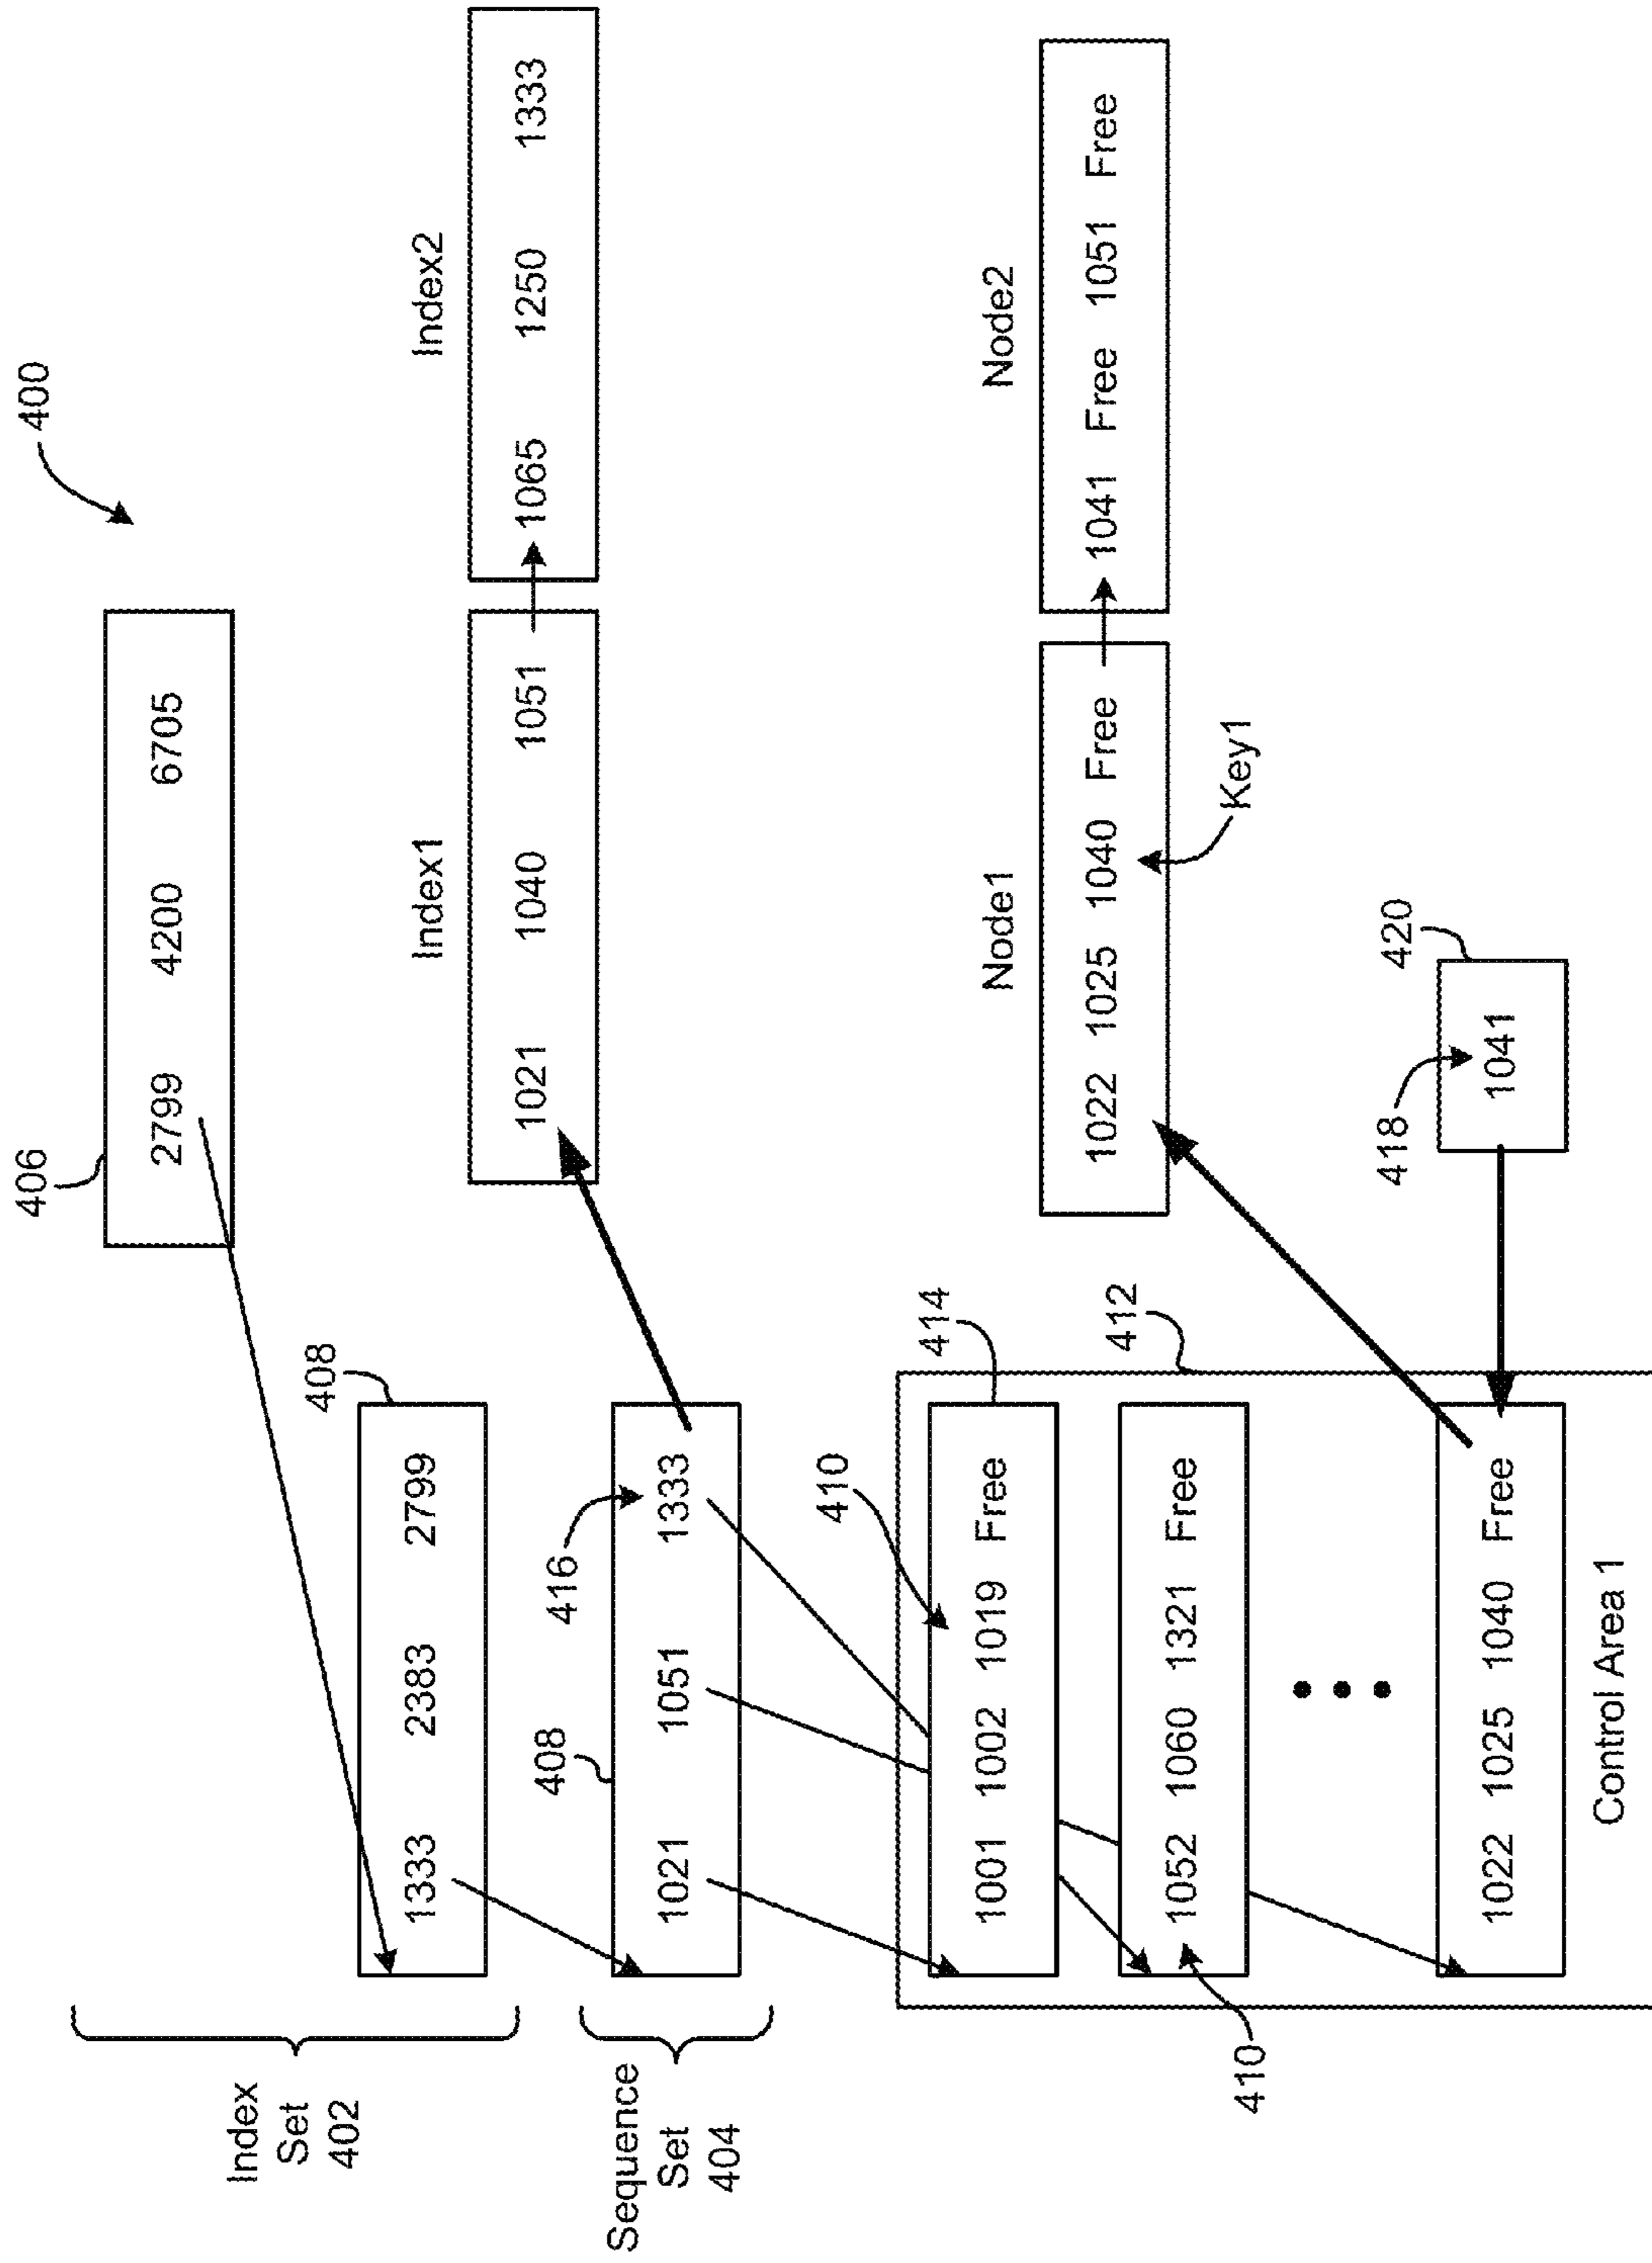 400
406
2799 4200 6705
408
1333 2383 2799
Index
Set
402
Index1
1021 1040 1051
Index2
1065 1250 1333
416
408
1021 1051 1333
Sequence
Set
404
414
410
1001 1002 1019 Free
412
Node1
1022 1025 1040 Free
Key1
Node2
1041 Free 1051 Free
1052 1060 1321 Free
410
420
418
1041
1022 1025 1040 Free
Control Area 1